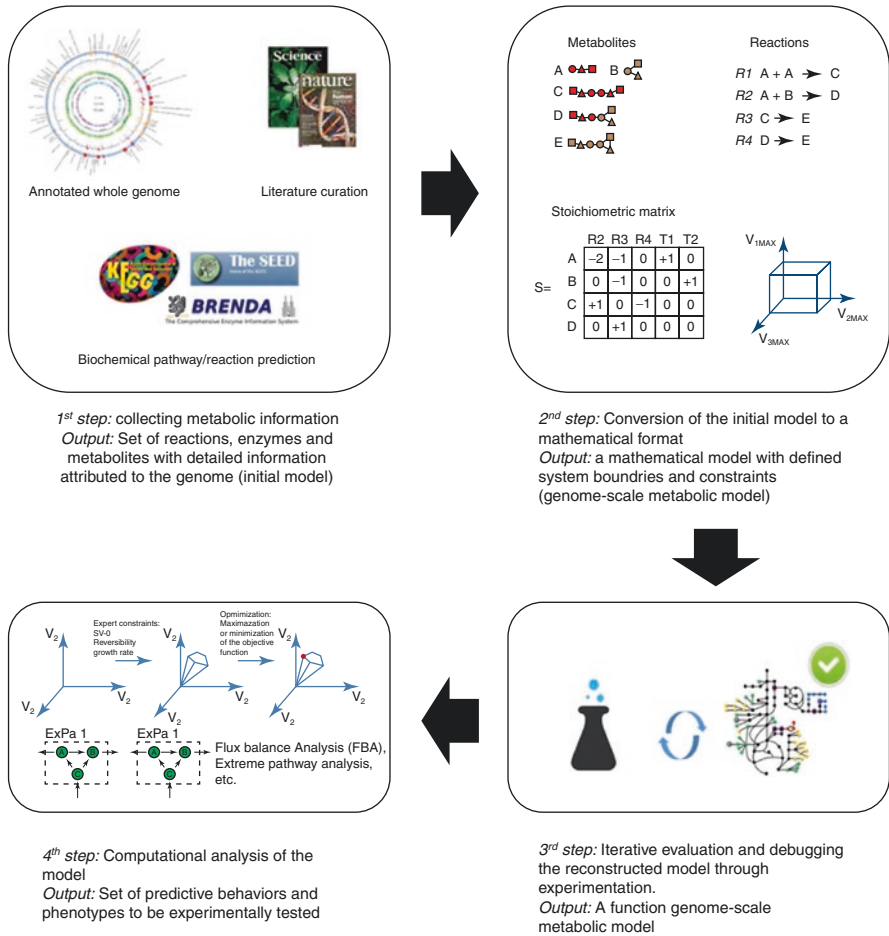 Science
nature
Annotated whole genome
Literature curation
KEGG
The SEED
BRENDA
The Comprehensive Enzyme Information System
Biochemical pathway/reaction prediction
1st step: collecting metabolic information
Output: Set of reactions, enzymes and
metabolites with detailed information
attributed to the genome (initial model)
Metabolites
Reactions
A
B
C
D
E
R1 A + A C
R2 A + B D
R3 C E
R4 D E
Stoichiometric matrix
R2 R3 R4 T1 T2
A −2 −1 0 +1 0
S=
B 0 −1 0 0 +1
C +1 0 −1 0 0
D 0 +1 0 0 0
V1MAX
V2MAX
V3MAX
2nd step: Conversion of the initial model to a
mathematical format
Output: a mathematical model with defined
system boundries and constraints
(genome-scale metabolic model)
V2
V2
V2
Expert constraints:
SV-0
Reversibility
growth rate
V2
V2
V2
Opmimization:
Maximazation
or minimization
of the objective
function
V2
V2
V2
ExPa 1
A B
C
ExPa 1
A B
C
Flux balance Analysis (FBA),
Extreme pathway analysis,
etc.
4th step: Computational analysis of the
model
Output: Set of predictive behaviors and
phenotypes to be experimentally tested
3rd step: Iterative evaluation and debugging
the reconstructed model through
experimentation.
Output: A function genome-scale
metabolic model